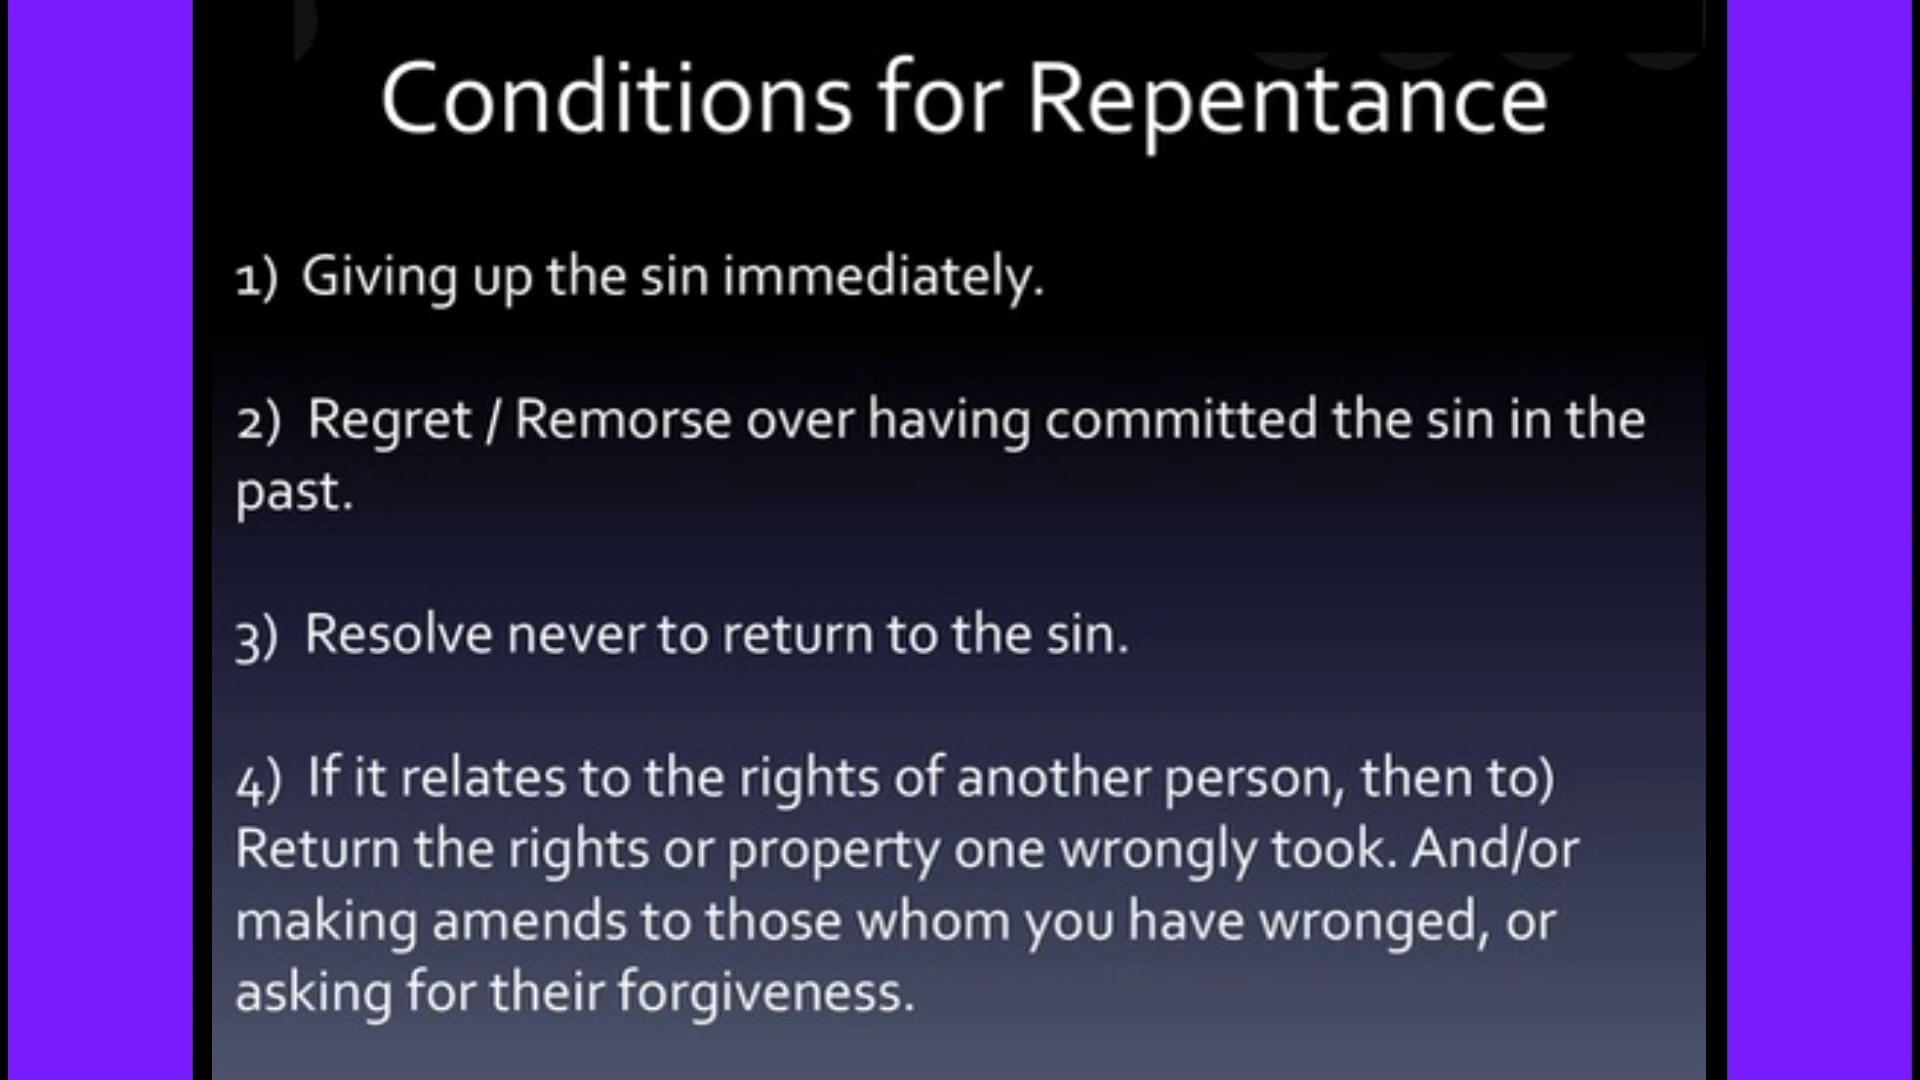 Conditions for Repentance
1) Giving up the sin immediately.
2) Regret / Remorse over having committed the sin in the
past.
3) Resolve never to return to the sin.
4) If it relates to the rights of another person, then to)
Return the rights or property one wrongly took. And/or
making amends to those whom you have wronged, or
asking for their forgiveness.